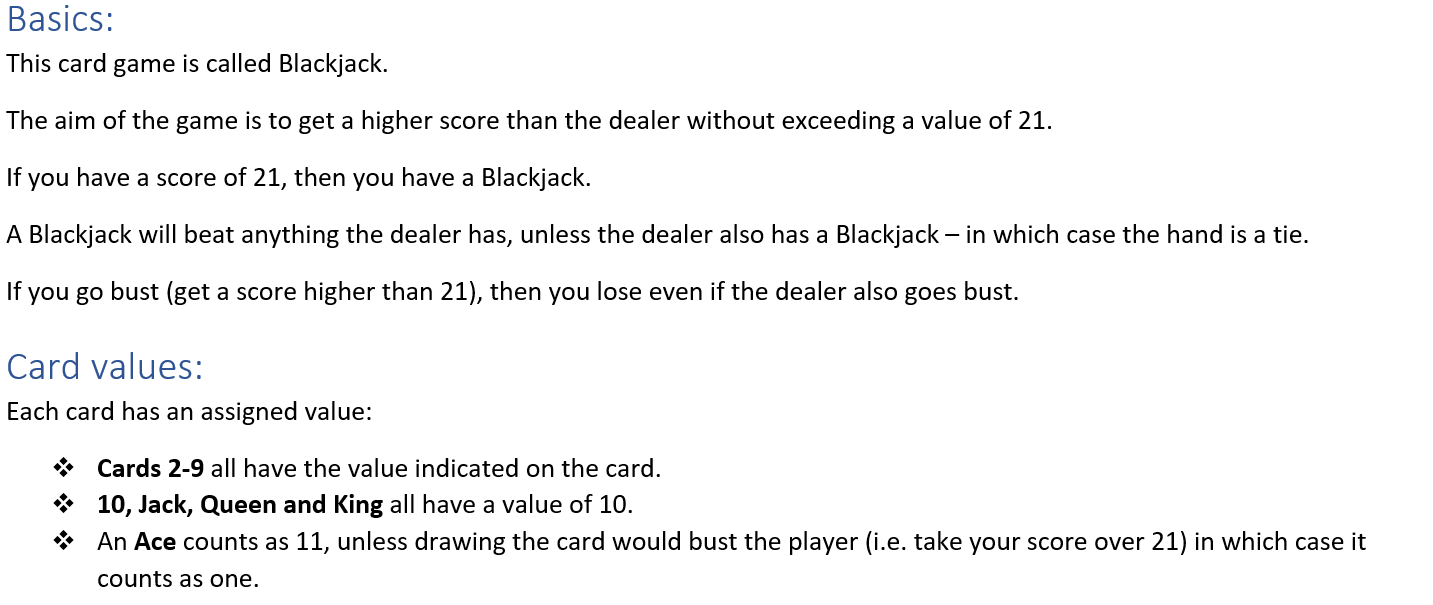 Basics:
This card game is called Blackjack.
The aim of the game is to get a higher score than the dealer without exceeding a value of 21.
If you have a score of 21, then you have a Blackjack.
A Blackjack will beat anything the dealer has, unless the dealer also has a Blackjack – in which case the hand is a tie.
If you go bust (get a score higher than 21), then you lose even if the dealer also goes bust.
Card values:
Each card has an assigned value:
❖ Cards 2-9 all have the value indicated on the card.
❖ 10, Jack, Queen and King all have a value of 10.
❖ An Ace counts as 11, unless drawing the card would bust the player (i.e. take your score over 21) in which case it
counts as one.